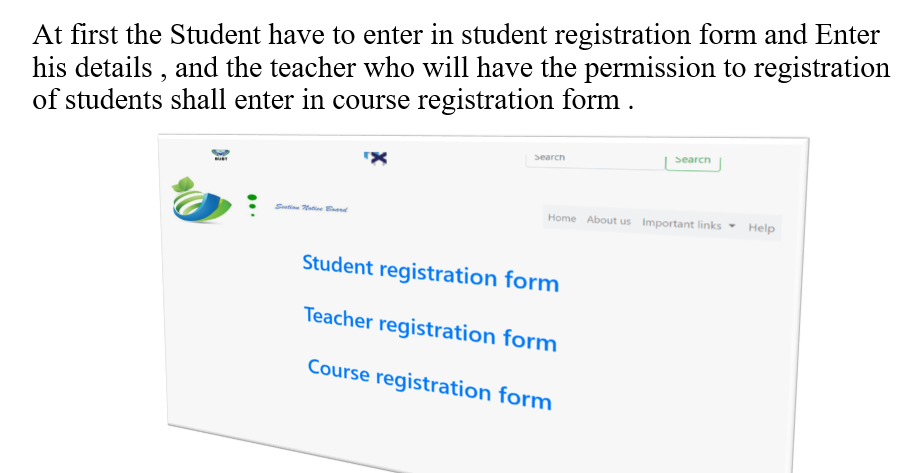 At first the Student have to enter in student registration form and Enter
his details , and the teacher who will have the permission to registration
of students shall enter in course registration form .
BUBT
Search
Search
Section Notice Board
Home About us Important links Help
Student registration form
Teacher registration form
Course registration form